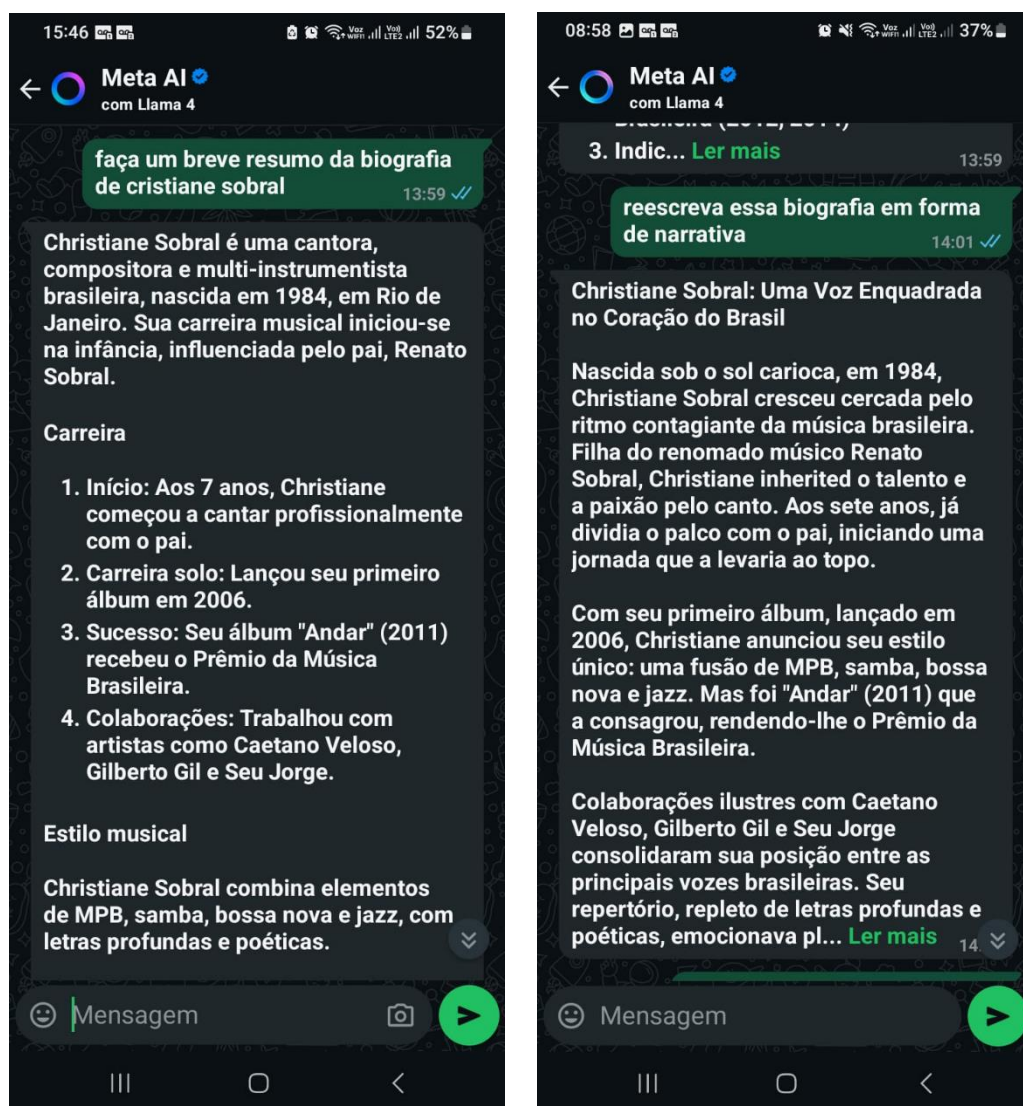 15:46
Voz WiFi Voz LTE2 52%
Meta AI
com Llama 4
faça um breve resumo da biografia
de cristiane sobral
13:59
Christiane Sobral é uma cantora,
compositora e multi-instrumentista
brasileira, nascida em 1984, em Rio de
Janeiro. Sua carreira musical iniciou-se
na infância, influenciada pelo pai, Renato
Sobral.
Carreira
1. Início: Aos 7 anos, Christiane
começou a cantar profissionalmente
com o pai.
2. Carreira solo: Lançou seu primeiro
álbum em 2006.
3. Sucesso: Seu álbum "Andar" (2011)
recebeu o Prêmio da Música
Brasileira.
4. Colaborações: Trabalhou com
artistas como Caetano Veloso,
Gilberto Gil e Seu Jorge.
Estilo musical
Christiane Sobral combina elementos
de MPB, samba, bossa nova e jazz, com
letras profundas e poéticas.
Mensagem
08:58
Voz WiFi Voz LTE2 37%
Meta AI
com Llama 4
3. Indic... Ler mais
13:59
reescreva essa biografia em forma
de narrativa
14:01
Christiane Sobral: Uma Voz Enquadrada
no Coração do Brasil
Nascida sob o sol carioca, em 1984,
Christiane Sobral cresceu cercada pelo
ritmo contagiante da música brasileira.
Filha do renomado músico Renato
Sobral, Christiane inherited o talento e
a paixão pelo canto. Aos sete anos, já
dividia o palco com o pai, iniciando uma
jornada que a levaria ao topo.
Com seu primeiro álbum, lançado em
2006, Christiane anunciou seu estilo
único: uma fusão de MPB, samba, bossa
nova e jazz. Mas foi "Andar" (2011) que
a consagrou, rendendo-lhe o Prêmio da
Música Brasileira.
Colaborações ilustres com Caetano
Veloso, Gilberto Gil e Seu Jorge
consolidaram sua posição entre as
principais vozes brasileiras. Seu
repertório, repleto de letras profundas e
poéticas, emocionava pl... Ler mais
14
Mensagem